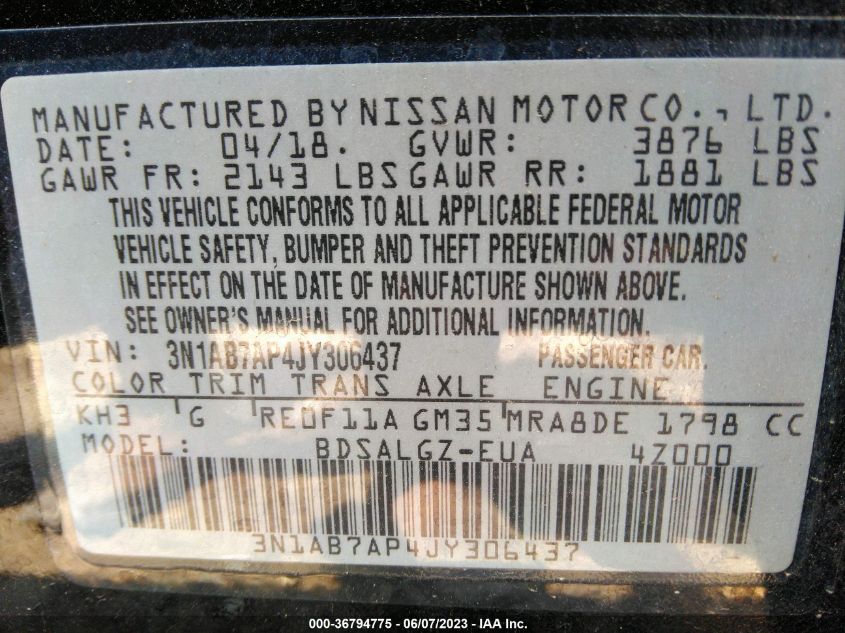 MANUFACTURED BY NISSAN MOTOR CO., LTD.
DATE: 04/18. GVWR: 3876 LBS
GAWR FR: 2143 LBS GAWR RR: 1881 LBS
THIS VEHICLE CONFORMS TO ALL APPLICABLE FEDERAL MOTOR
VEHICLE SAFETY, BUMPER AND THEFT PREVENTION STANDARDS
IN EFFECT ON THE DATE OF MANUFACTURE SHOWN ABOVE.
SEE OWNER'S MANUAL FOR ADDITIONAL INFORMATION.
VIN: 3N1AB7AP4JY306437 PASSENGER CAR.
COLOR TRIM TRANS AXLE ENGINE
KH3 G RE0F11A GM35 MRA8DE 1798 CC
MODEL: BDSALGZ-EUA 4Z000
3N1AB7AP4JY306437
000-36794775 - 06/07/2023 - IAAI.com